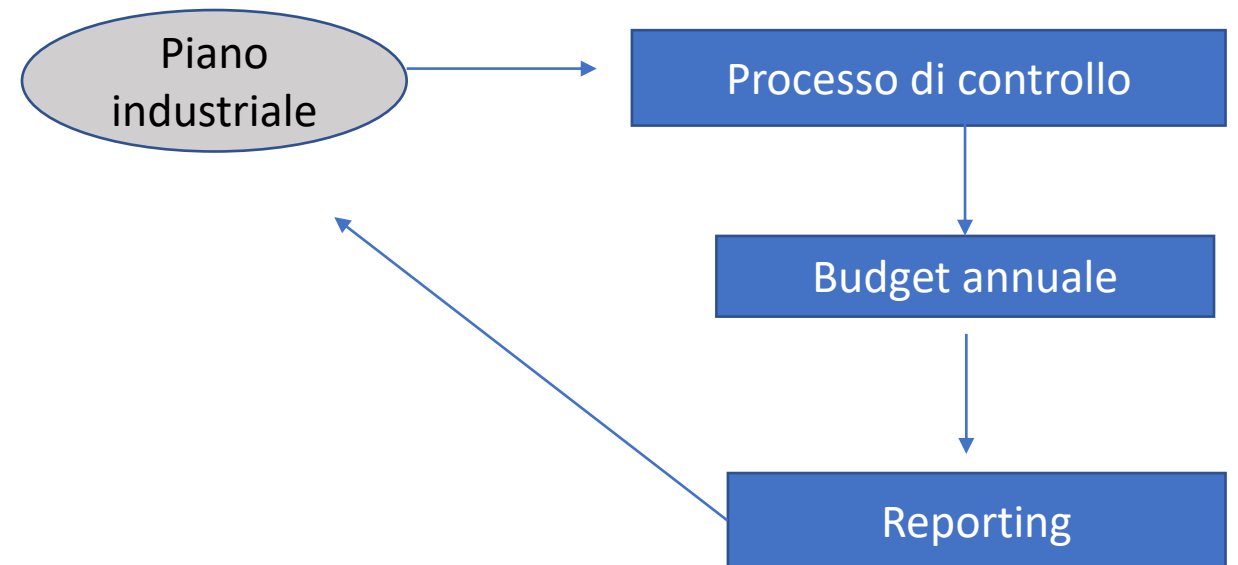 Piano
industriale
Processo di controllo
Budget annuale
Reporting